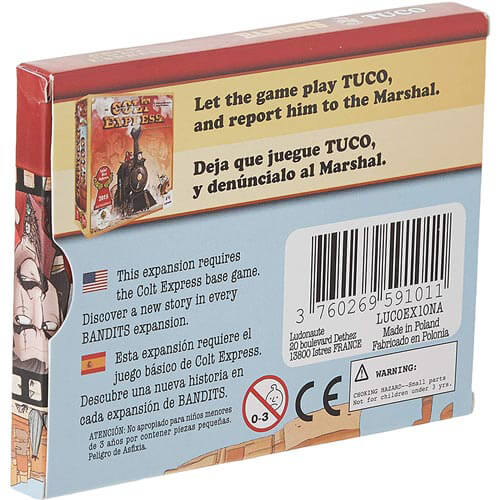 BANDITS TUCO
COLT
EXPRESS
2015
Let the game play TUCO,
and report him to the Marshal.
Deja que juegue TUCO,
y denúncialo al Marshal.
This expansion requires
the Colt Express base game.
Discover a new story in every
BANDITS expansion.
Esta expansión requiere el
juego básico de Colt Express.
Descubre una nueva historia en
cada expansión de BANDITS.
ATENCIÓN: No apropiado para niños menores
de 3 años por contener piezas pequeñas.
Peligro de Asfixia.
3 760269 591011
Ludonaute
20 boulevard Dethez
13800 Istres FRANCE
LUCOEX10NA
Made in Poland
Fabricado en Polonia
0-3
CE
WARNING:
CHOKING HAZARD--Small parts
Not for children under 3 yrs.